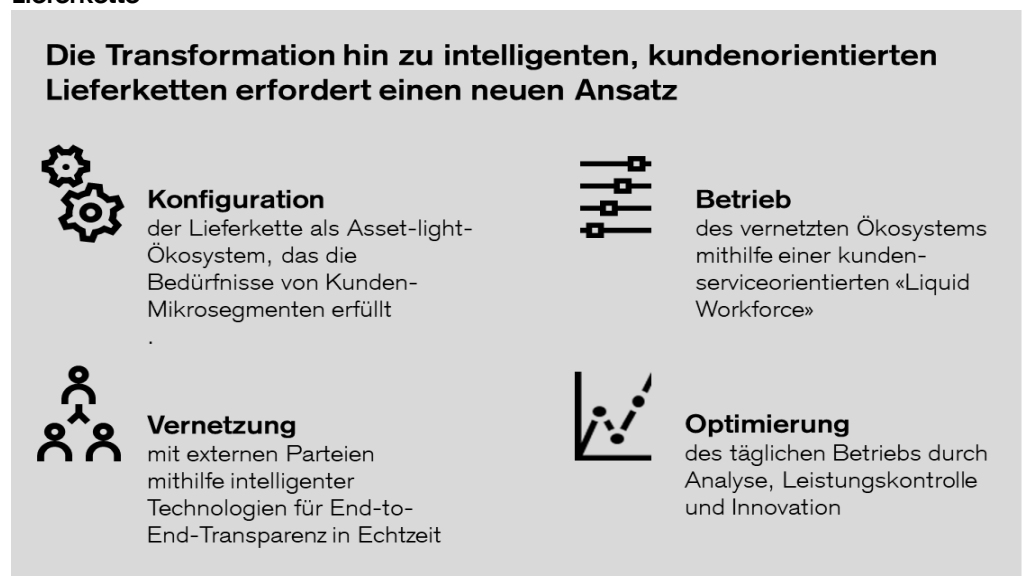 Lieferkette
Die Transformation hin zu intelligenten, kundenorientierten
Lieferketten erfordert einen neuen Ansatz
Konfiguration
der Lieferkette als Asset-light-
Ökosystem, das die
Bedürfnisse von Kunden-
Mikrosegmenten erfüllt
.
Betrieb
des vernetzten Ökosystems
mithilfe einer kunden-
serviceorientierten «Liquid
Workforce»
Vernetzung
mit externen Parteien
mithilfe intelligenter
Technologien für End-to-
End-Transparenz in Echtzeit
Optimierung
des täglichen Betriebs durch
Analyse, Leistungskontrolle
und Innovation